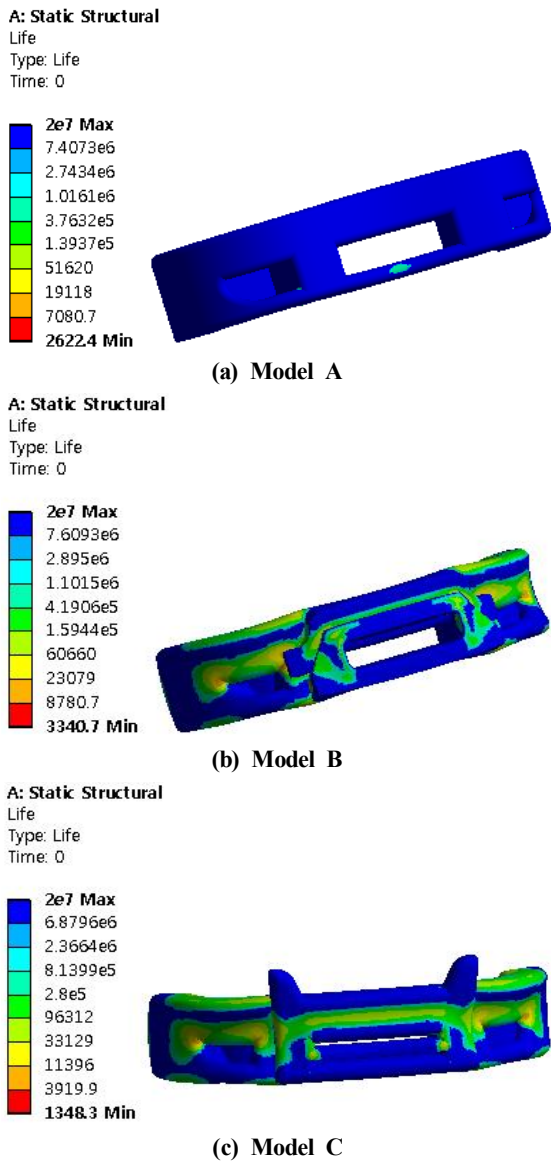 A: Static Structural
Life
Type: Life
Time: 0
2e7 Max
7.4073e6
2.7434e6
1.0161e6
3.7632e5
1.3937e5
51620
19118
7080.7
2622.4 Min
(a) Model A
A: Static Structural
Life
Type: Life
Time: 0
2e7 Max
7.6093e6
2.895e6
1.1015e6
4.1906e5
1.5944e5
60660
23079
8780.7
3340.7 Min
(b) Model B
A: Static Structural
Life
Type: Life
Time: 0
2e7 Max
6.8796e6
2.3664e6
8.1399e5
2.8e5
96312
33129
11396
3919.9
1348.3 Min
(c) Model C